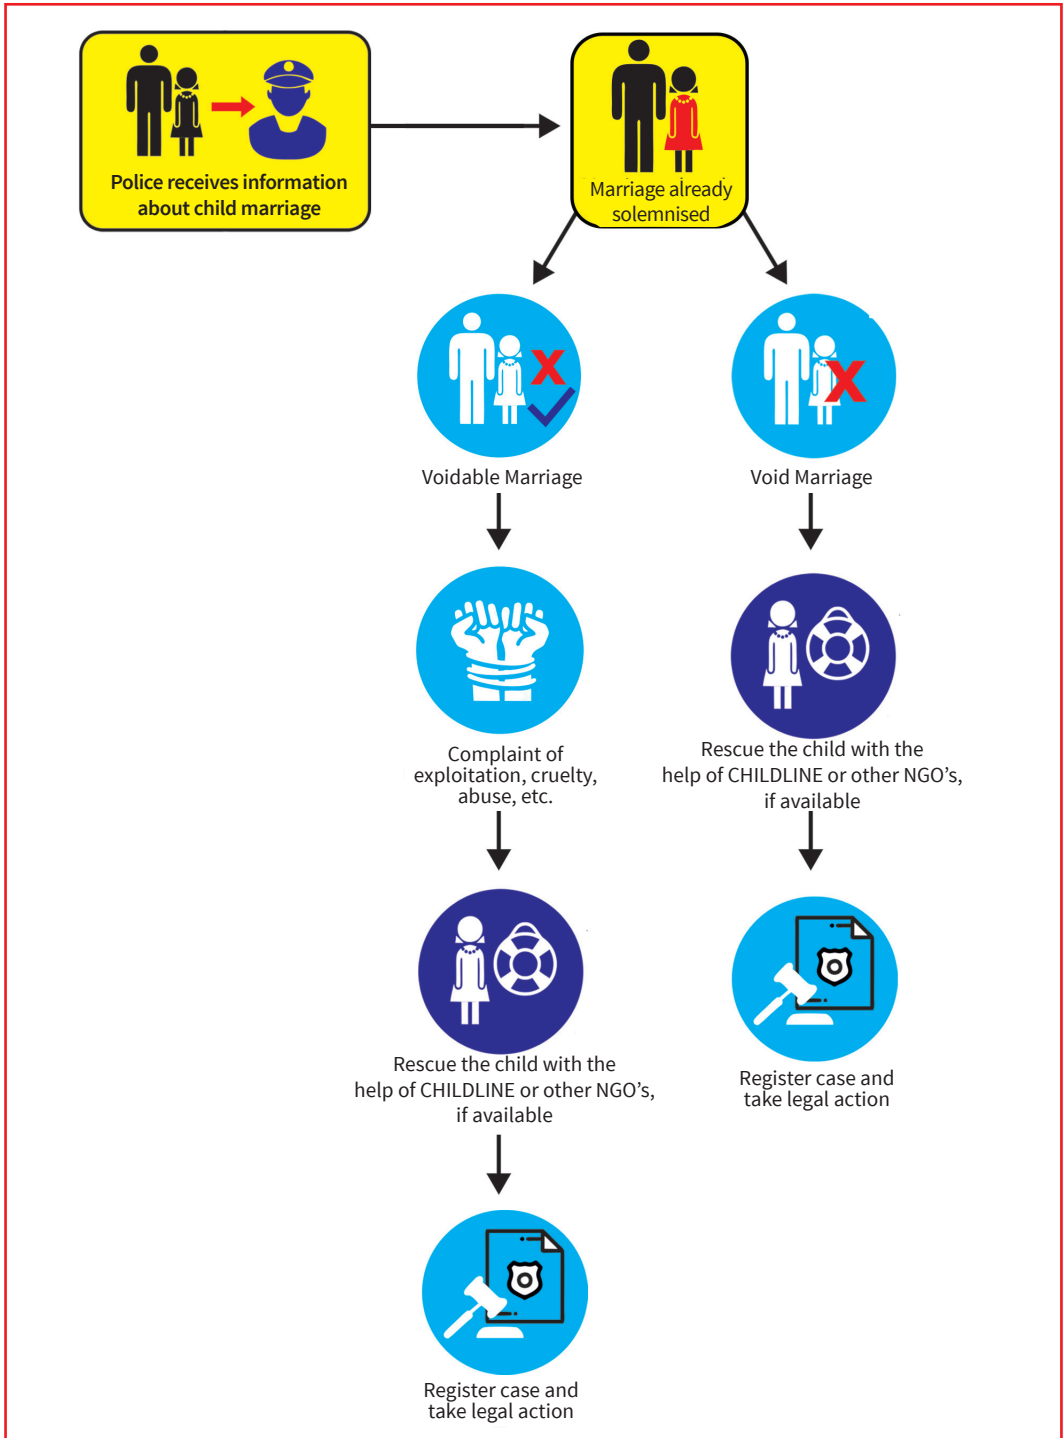 Police receives information
about child marriage
Marriage already
solemnised
Voidable Marriage
Void Marriage
Complaint of
exploitation, cruelty,
abuse, etc.
Rescue the child with the
help of CHILDLINE or other NGO's,
if available
Rescue the child with the
help of CHILDLINE or other NGO's,
if available
Register case and
take legal action
Register case and
take legal action